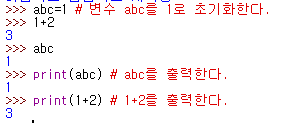 >>> abc=1 # 변수 abc를 1로 초기화한다.
>>> 1+2
3
>>> abc
1
>>> print(abc) # abc를 출력한다.
1
>>> print(1+2) # 1+2를 출력한다.
3